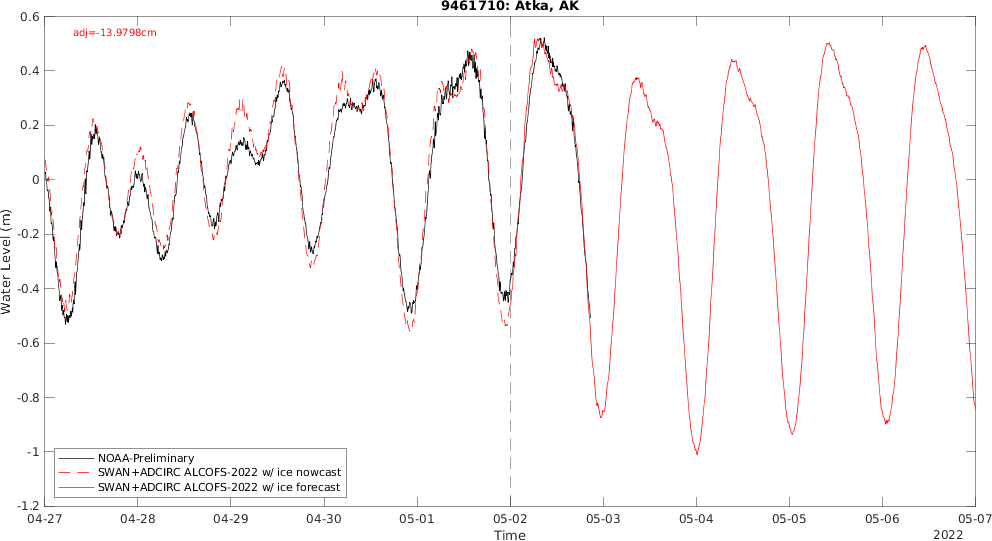 9461710: Atka, AK
adj=-13.9798cm
0.6
0.4
0.2
0
-0.2
-0.4
-0.6
-0.8
-1
-1.2
Water Level (m)
NOAA-Preliminary
SWAN+ADCIRC ALCOFS-2022 w/ ice nowcast
SWAN+ADCIRC ALCOFS-2022 w/ ice forecast
04-27 04-28 04-29 04-30 05-01 05-02 05-03 05-04 05-05 05-06 05-07
Time
2022